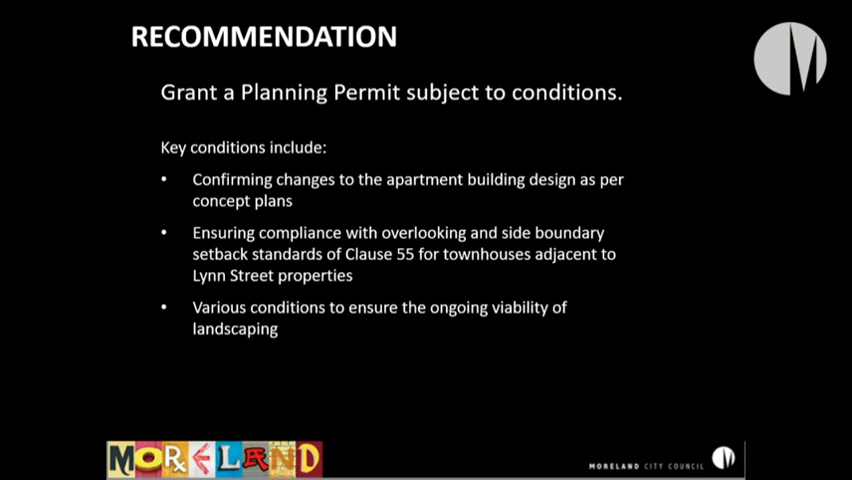 RECOMMENDATION
Grant a Planning Permit subject to conditions.
Key conditions include:
• Confirming changes to the apartment building design as per
concept plans
• Ensuring compliance with overlooking and side boundary
setback standards of Clause 55 for townhouses adjacent to
Lynn Street properties
• Various conditions to ensure the ongoing viability of
landscaping
MORELAND
MORELAND CITY COUNCIL